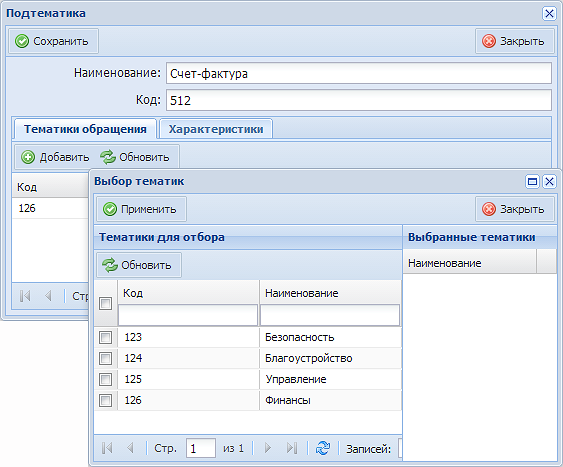 Подтематика
Сохранить Закрыть
Наименование: Счет-фактура
Код: 512
Тематики обращения Характеристики
Добавить Обновить
Код
126
Выбор тематик
Применить Закрыть
Тематики для отбора Выбранные тематики
Обновить Наименование
Код Наименование
123 Безопасность
124 Благоустройство
125 Управление
126 Финансы
Стр. 1 из 1 Записей: